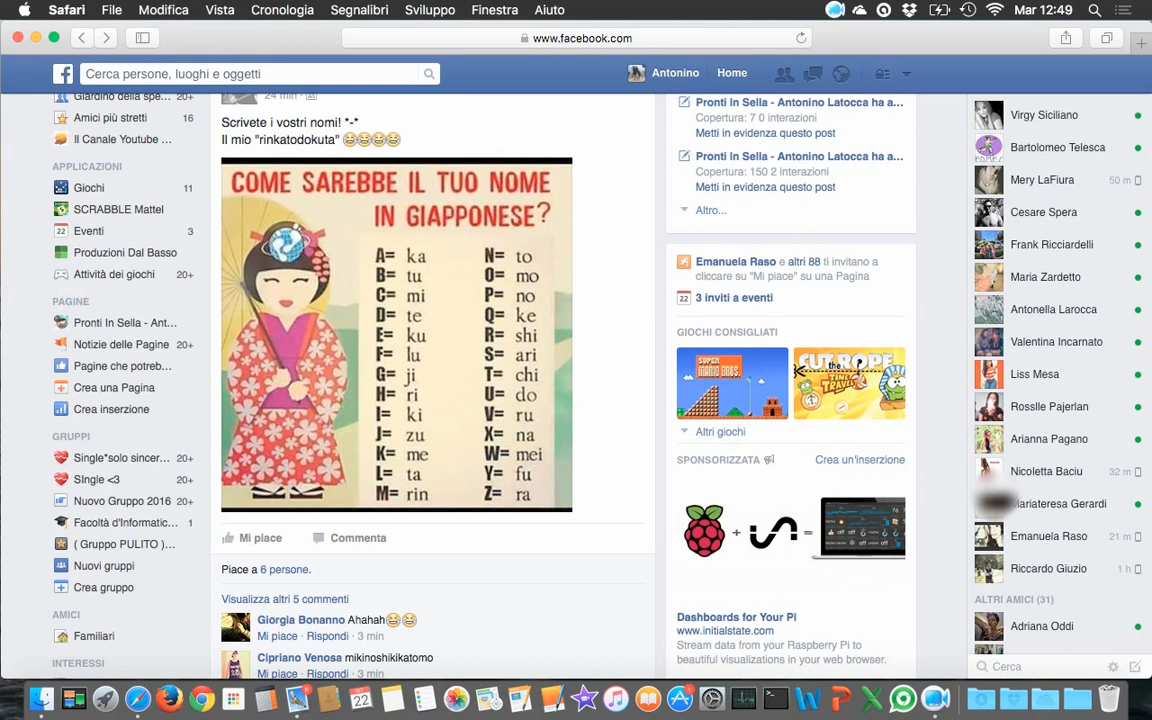 Safari File Modifica Vista Cronologia Segnalibri Sviluppo Finestra Aiuto Mar 12:49
www.facebook.com
Cerca persone, luoghi e oggetti
Antonino Home
Giardino della spe... 20+
Amici più stretti 16
Il Canale Youtube ...
APPLICAZIONI
Giochi 11
SCRABBLE Mattel
22 Eventi 3
Produzioni Dal Basso
Attività dei giochi 20+
PAGINE
Pronti In Sella - Ant...
Notizie delle Pagine 20+
Pagine che potreb...
Crea una Pagina
Crea inserzione
GRUPPI
Single*solo sincer... 20+
SIngle <3 20+
Nuovo Gruppo 2016 20+
Facoltà d'Informatic... 1
( Gruppo PULITO )...
Nuovi gruppi
Crea gruppo
AMICI
Familiari
INTERESSI
24 min
Scrivete i vostri nomi! *-*
Il mio "rinkatodokuta" 😂😂😂😂
COME SAREBBE IL TUO NOME
IN GIAPPONESE?
A= ka
B= tu
C= mi
D= te
E= ku
F= lu
G= ji
H= ri
I= ki
J= zu
K= me
L= ta
M= rin
N= to
O= mo
P= no
Q= ke
R= shi
S= ari
T= chi
U= do
V= ru
X= na
W= mei
Y= fu
Z= ra
Mi piace Commenta
Piace a 6 persone.
Visualizza altri 5 commenti
Giorgia Bonanno Ahahah😂😂
Mi piace · Rispondi · 3 min
Cipriano Venosa mikinoshikikatomo
Mi piace · Rispondi · 3 min
Pronti In Sella - Antonino Latocca ha a...
Copertura: 7 0 interazioni
Metti in evidenza questo post
Pronti In Sella - Antonino Latocca ha a...
Copertura: 150 2 interazioni
Metti in evidenza questo post
Altro...
Emanuela Raso e altri 88 ti invitano a
cliccare su "Mi piace" su una Pagina
22 3 inviti a eventi
GIOCHI CONSIGLIATI
SUPER
MARIO BROS.
CUT THE ROPE
TIME TRAVEL
Altri giochi
SPONSORIZZATA Crea un'inserzione
+ =
Dashboards for Your Pi
www.initialstate.com
Stream data from your Raspberry Pi to
beautiful visualizations in your web browser.
Virgy Siciliano
Bartolomeo Telesca
Mery LaFiura 50 m
Cesare Spera
Frank Ricciardelli
Maria Zardetto
Antonella Larocca
Valentina Incarnato
Liss Mesa
Rosslle Pajerlan
Arianna Pagano
Nicoletta Baciu 32 m
Mariateresa Gerardi
Emanuela Raso 21 m
Riccardo Giuzio 1 h
ALTRI AMICI (31)
Adriana Oddi
Cerca
22